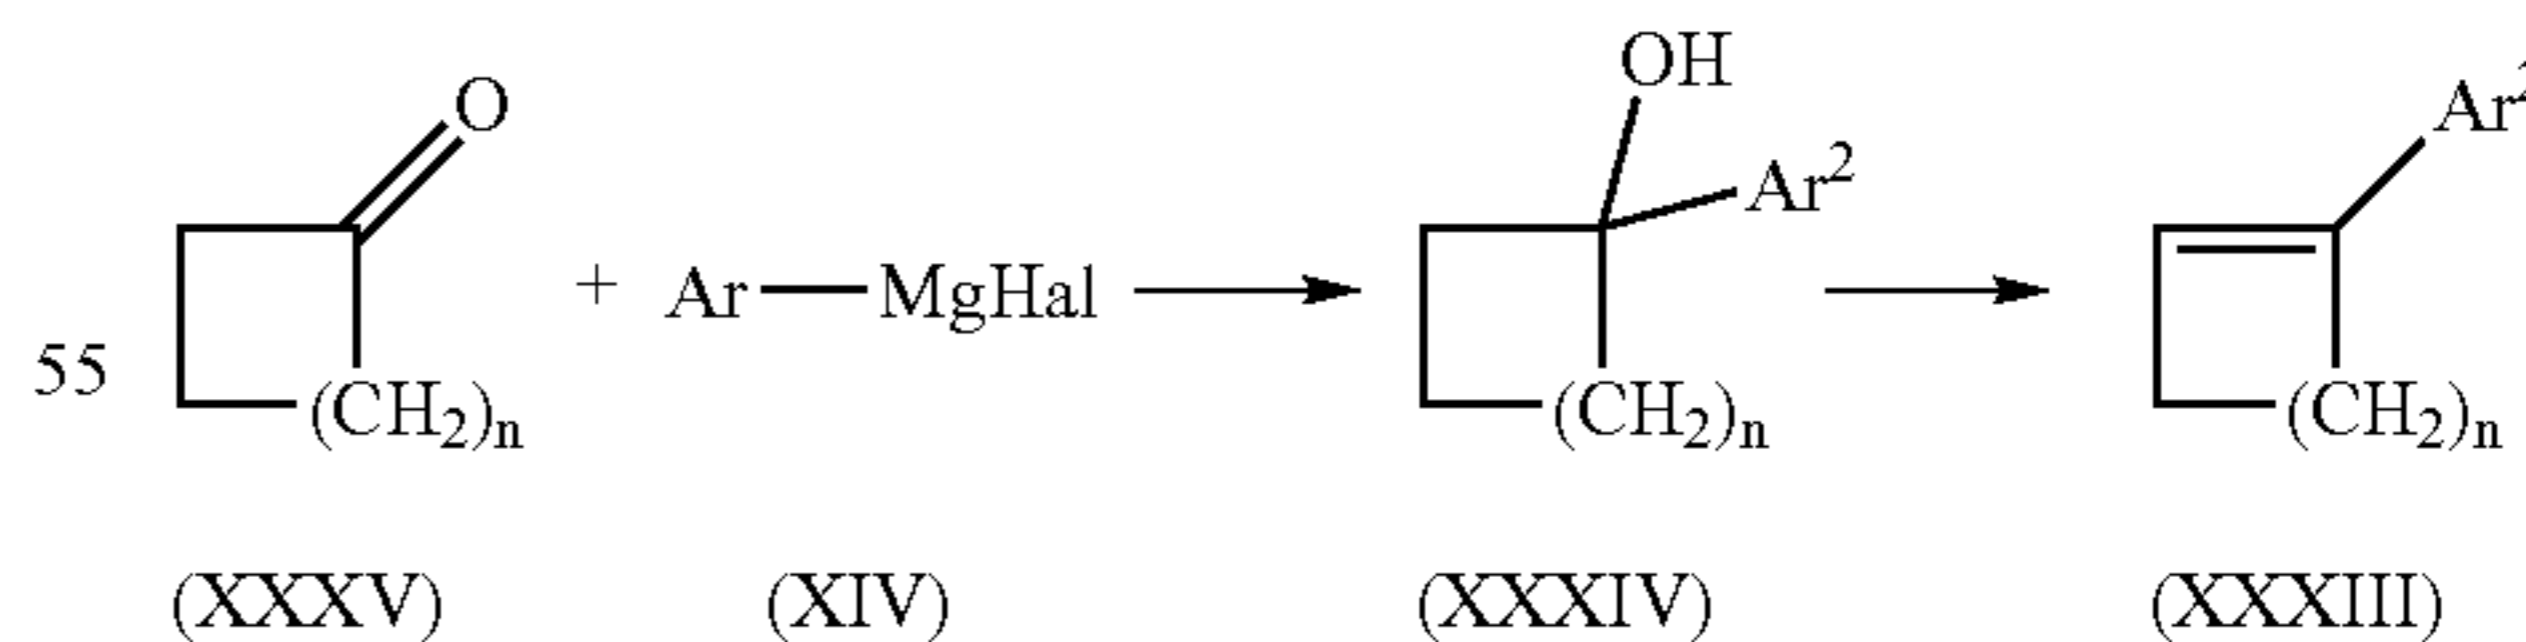 O
OH
Ar²
Ar²
+ Ar—MgHal
55
(CH₂)ₙ (CH₂)ₙ (CH₂)ₙ
(XXXV) (XIV) (XXXIV) (XXXIII)